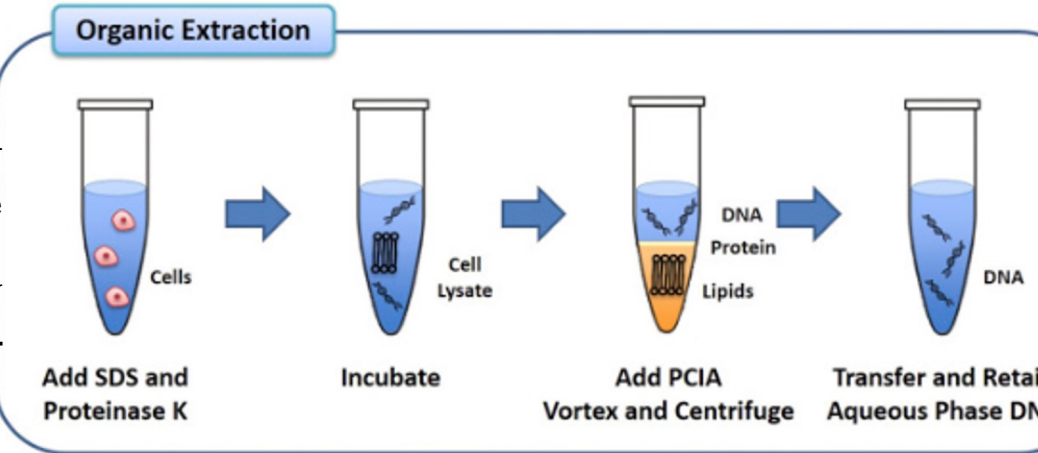 Organic Extraction
Cells
Cell
Lysate
DNA
Protein
Lipids
DNA
Add SDS and
Proteinase K
Incubate
Add PCIA
Vortex and Centrifuge
Transfer and Retai
Aqueous Phase DN